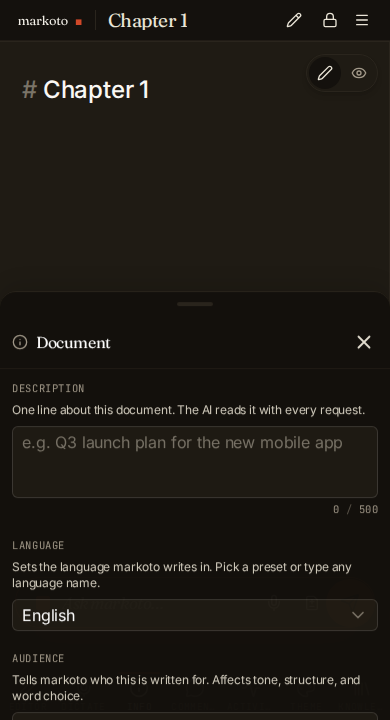 markoto
Chapter 1
# Chapter 1
Document
DESCRIPTION
One line about this document. The AI reads it with every request.
e.g. Q3 launch plan for the new mobile app
0 / 500
LANGUAGE
Sets the language markoto writes in. Pick a preset or type any
language name.
English
AUDIENCE
Tells markoto who this is written for. Affects tone, structure, and
word choice.